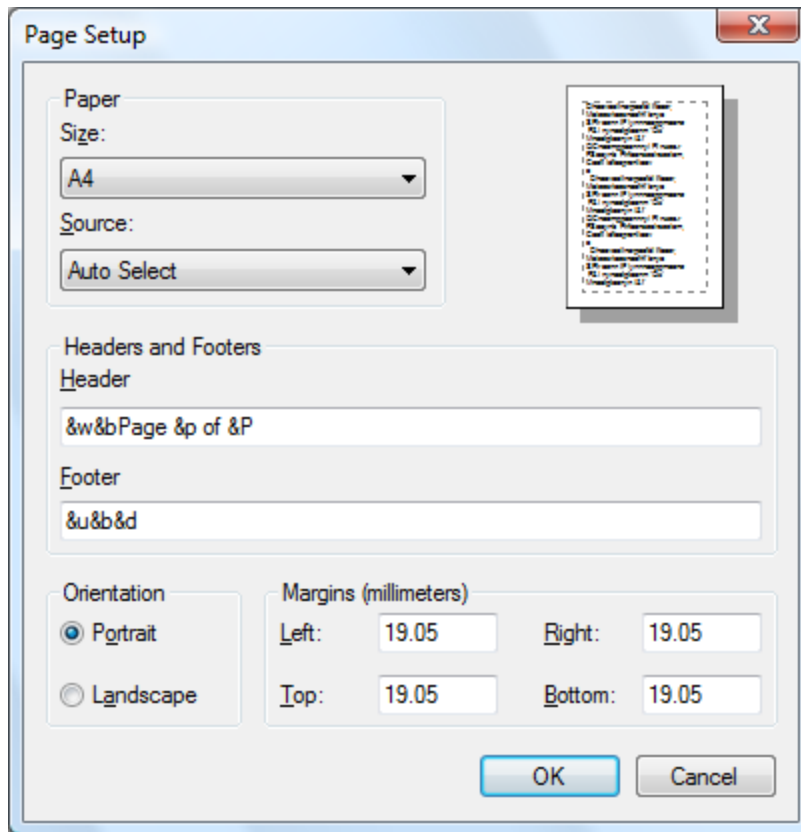 Page Setup
Paper
Size:
A4
Source:
Auto Select
Headers and Footers
Header
&w&bPage &p of &P
Footer
&u&b&d
Orientation
Portrait
Landscape
Margins (millimeters)
Left: 19.05 Right: 19.05
Top: 19.05 Bottom: 19.05
OK Cancel